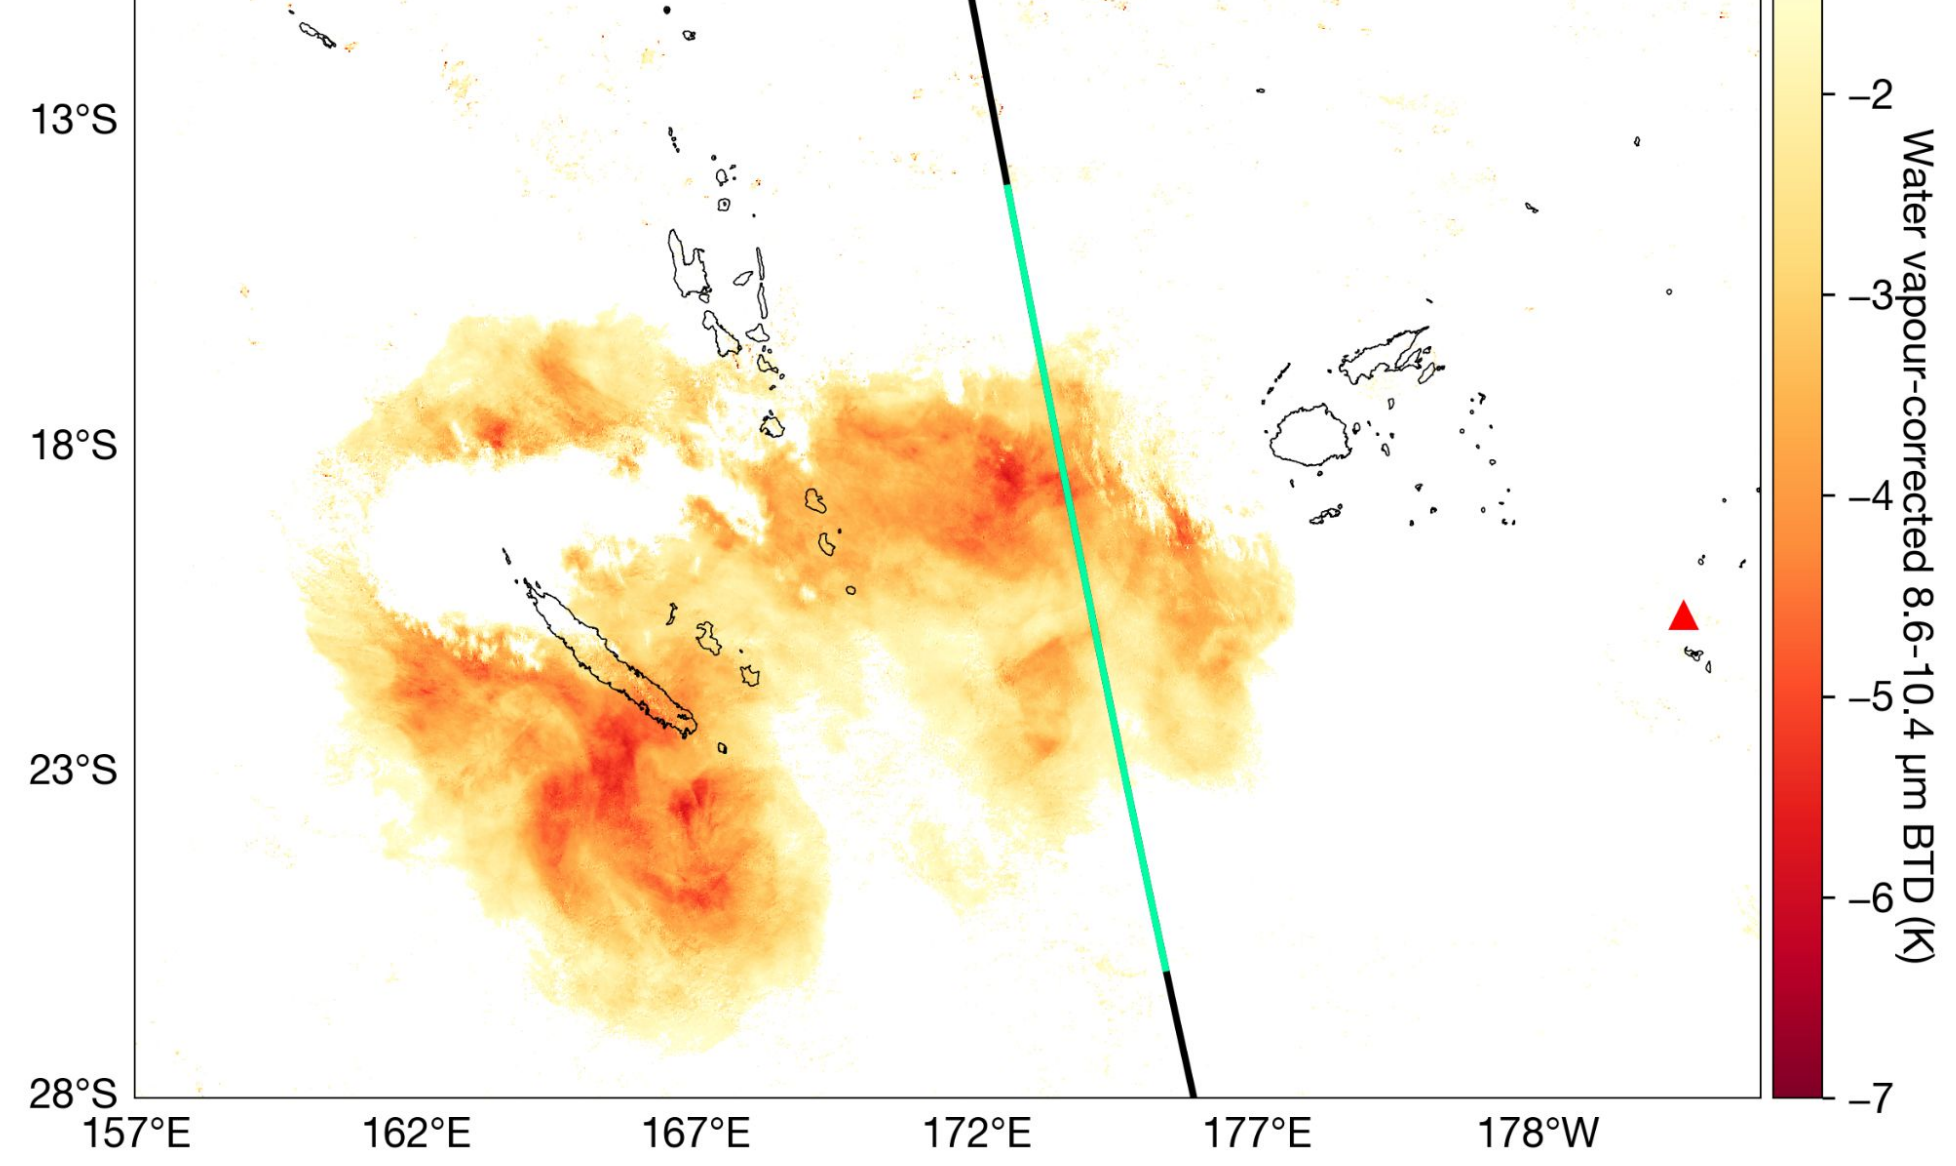 13°S
18°S
23°S
28°S
157°E
162°E
167°E
172°E
177°E
178°W
−2
−3
−4
−5
−6
−7
Water vapour-corrected 8.6-10.4 μm BTD (K)